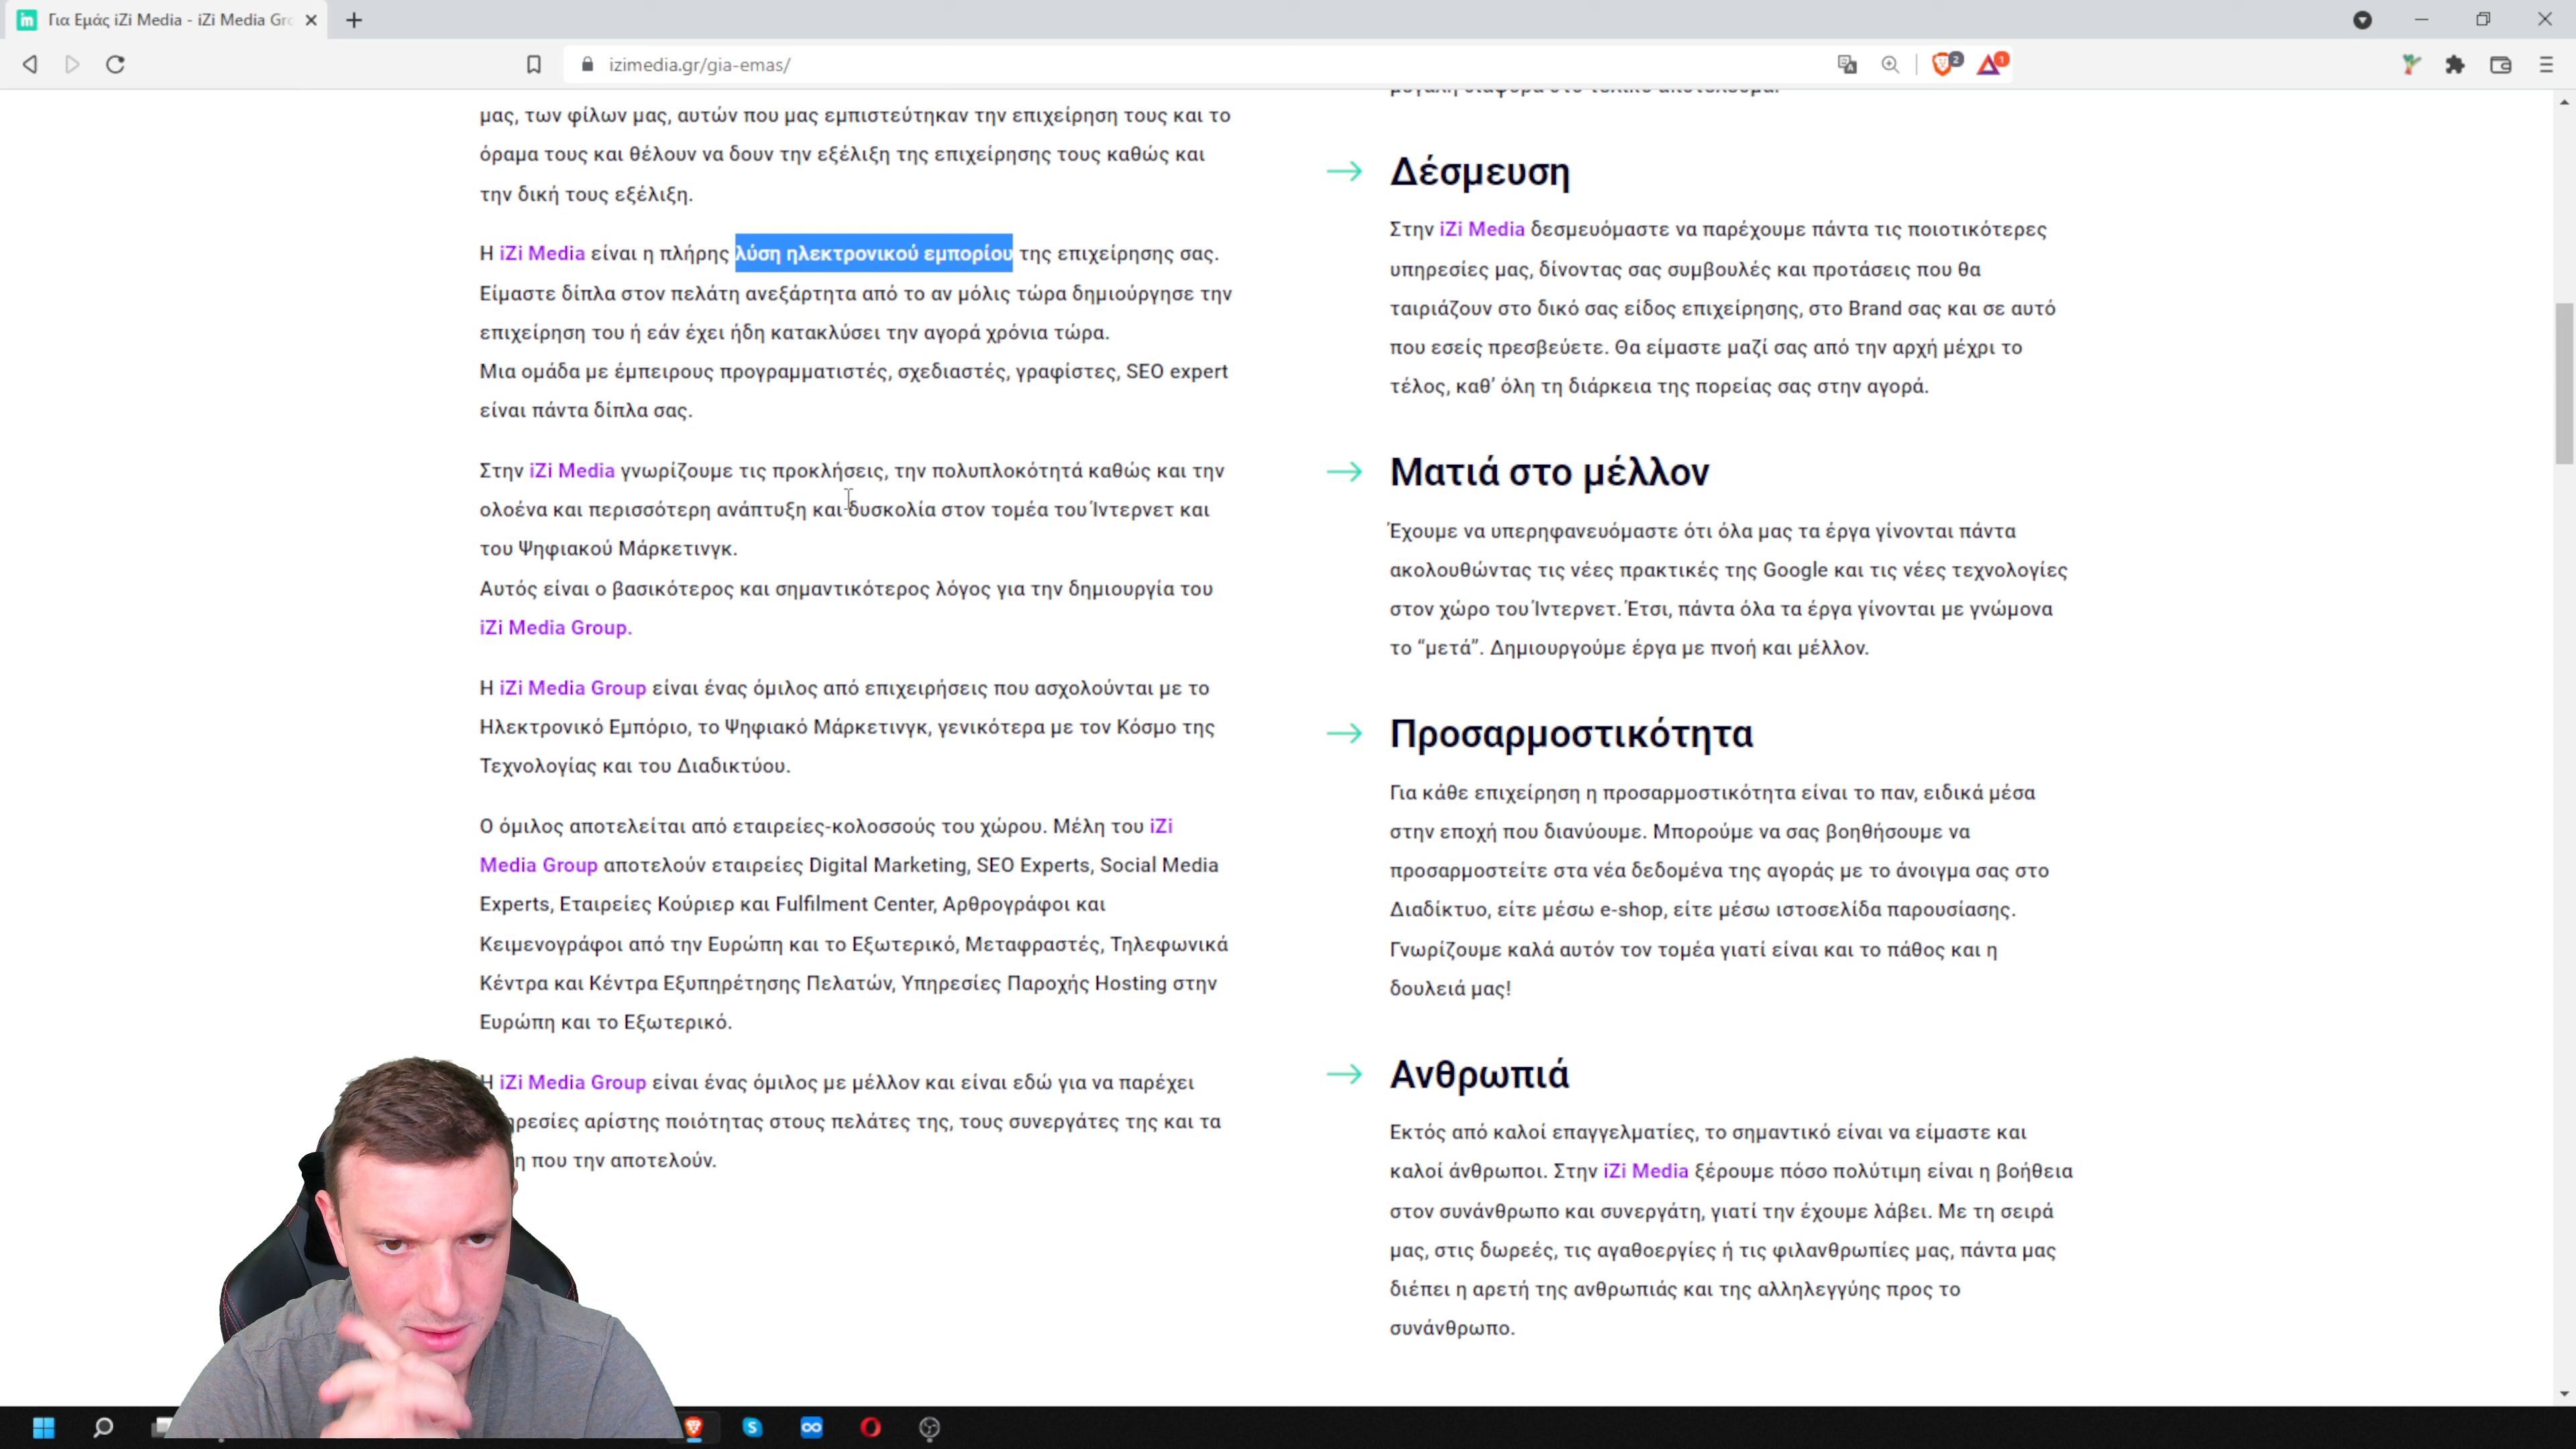 Για Εμάς iZi Media - iZi Media Gr
izimedia.gr/gia-emas/
2
1
μας, των φίλων μας, αυτών που μας εμπιστεύτηκαν την επιχείρηση τους και το
όραμα τους και θέλουν να δουν την εξέλιξη της επιχείρησης τους καθώς και
την δική τους εξέλιξη.
Η iZi Media είναι η πλήρης λύση ηλεκτρονικού εμπορίου της επιχείρησης σας.
Είμαστε δίπλα στον πελάτη ανεξάρτητα από το αν μόλις τώρα δημιούργησε την
επιχείρηση του ή εάν έχει ήδη κατακλύσει την αγορά χρόνια τώρα.
Μια ομάδα με έμπειρους προγραμματιστές, σχεδιαστές, γραφίστες, SEO expert
είναι πάντα δίπλα σας.
Στην iZi Media γνωρίζουμε τις προκλήσεις, την πολυπλοκότητά καθώς και την
ολοένα και περισσότερη ανάπτυξη και δυσκολία στον τομέα του Ίντερνετ και
του Ψηφιακού Μάρκετινγκ.
Αυτός είναι ο βασικότερος και σημαντικότερος λόγος για την δημιουργία του
iZi Media Group.
Η iZi Media Group είναι ένας όμιλος από επιχειρήσεις που ασχολούνται με το
Ηλεκτρονικό Εμπόριο, το Ψηφιακό Μάρκετινγκ, γενικότερα με τον Κόσμο της
Τεχνολογίας και του Διαδικτύου.
Ο όμιλος αποτελείται από εταιρείες-κολοσσούς του χώρου. Μέλη του iZi
Media Group αποτελούν εταιρείες Digital Marketing, SEO Experts, Social Media
Experts, Εταιρείες Κούριερ και Fulfilment Center, Αρθρογράφοι και
Κειμενογράφοι από την Ευρώπη και το Εξωτερικό, Μεταφραστές, Τηλεφωνικά
Κέντρα και Κέντρα Εξυπηρέτησης Πελατών, Υπηρεσίες Παροχής Hosting στην
Ευρώπη και το Εξωτερικό.
Η iZi Media Group είναι ένας όμιλος με μέλλον και είναι εδώ για να παρέχει
αρίστης ποιότητας στους πελάτες της, τους συνεργάτες της και τα
που την αποτελούν.
Δέσμευση
Στην iZi Media δεσμευόμαστε να παρέχουμε πάντα τις ποιοτικότερες
υπηρεσίες μας, δίνοντας σας συμβουλές και προτάσεις που θα
ταιριάζουν στο δικό σας είδος επιχείρησης, στο Brand σας και σε αυτό
που εσείς πρεσβεύετε. Θα είμαστε μαζί σας από την αρχή μέχρι το
τέλος, καθ’ όλη τη διάρκεια της πορείας σας στην αγορά.
Ματιά στο μέλλον
Έχουμε να υπερηφανευόμαστε ότι όλα μας τα έργα γίνονται πάντα
ακολουθώντας τις νέες πρακτικές της Google και τις νέες τεχνολογίες
στον χώρο του Ίντερνετ. Έτσι, πάντα όλα τα έργα γίνονται με γνώμονα
το “μετά”. Δημιουργούμε έργα με πνοή και μέλλον.
Προσαρμοστικότητα
Για κάθε επιχείρηση η προσαρμοστικότητα είναι το παν, ειδικά μέσα
στην εποχή που διανύουμε. Μπορούμε να σας βοηθήσουμε να
προσαρμοστείτε στα νέα δεδομένα της αγοράς με το άνοιγμα σας στο
Διαδίκτυο, είτε μέσω e-shop, είτε μέσω ιστοσελίδα παρουσίασης.
Γνωρίζουμε καλά αυτόν τον τομέα γιατί είναι και το πάθος και η
δουλειά μας!
Ανθρωπιά
Εκτός από καλοί επαγγελματίες, το σημαντικό είναι να είμαστε και
καλοί άνθρωποι. Στην iZi Media ξέρουμε πόσο πολύτιμη είναι η βοήθεια
στον συνάνθρωπο και συνεργάτη, γιατί την έχουμε λάβει. Με τη σειρά
μας, στις δωρεές, τις αγαθοεργίες ή τις φιλανθρωπίες μας, πάντα μας
διέπει η αρετή της ανθρωπιάς και της αλληλεγγύης προς το
συνάνθρωπο.